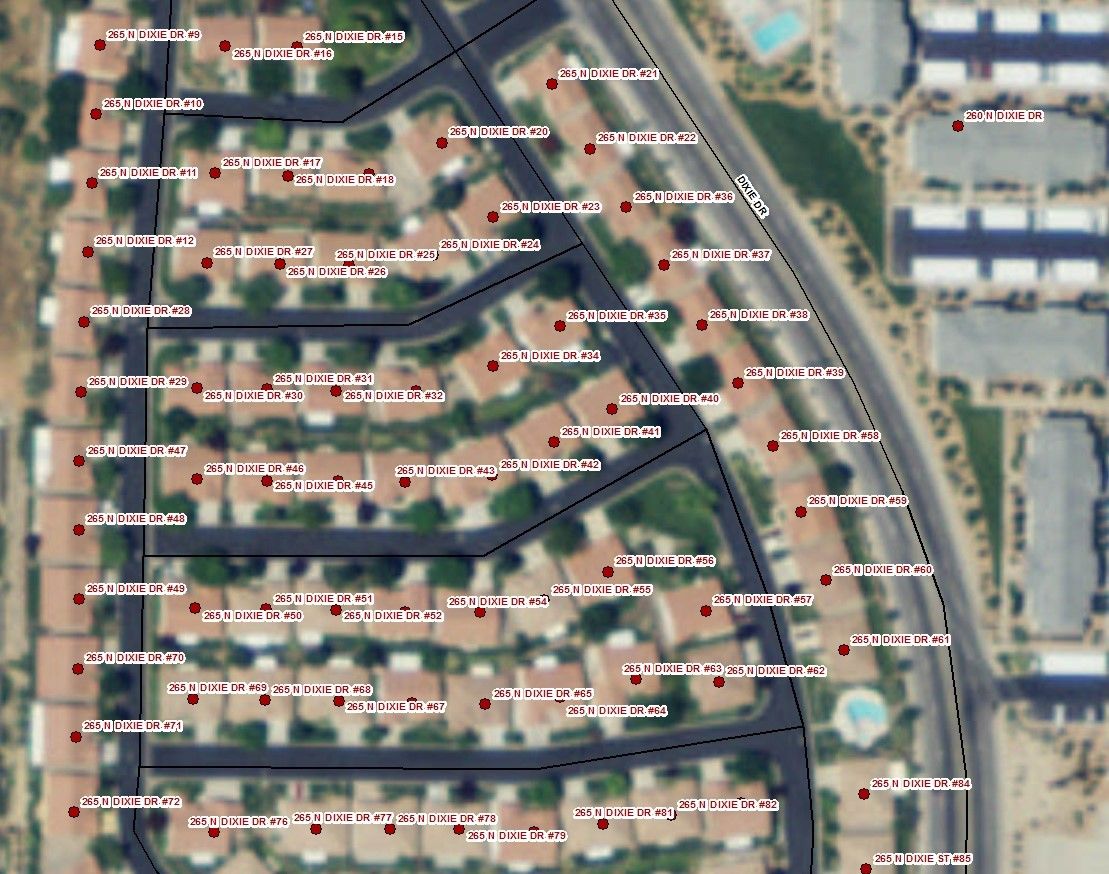 265 N DIXIE DR #9
265 N DIXIE DR #15
265 N DIXIE DR #16
265 N DIXIE DR #21
265 N DIXIE DR #10
260 N DIXIE DR
265 N DIXIE DR #20
265 N DIXIE DR #22
265 N DIXIE DR #17
265 N DIXIE DR #11
265 N DIXIE DR #18
DIXIE DR
265 N DIXIE DR #36
265 N DIXIE DR #23
265 N DIXIE DR #12
265 N DIXIE DR #24
265 N DIXIE DR #27
265 N DIXIE DR #25
265 N DIXIE DR #37
265 N DIXIE DR #26
265 N DIXIE DR #28
265 N DIXIE DR #35
265 N DIXIE DR #38
265 N DIXIE DR #34
265 N DIXIE DR #39
265 N DIXIE DR #29
265 N DIXIE DR #31
265 N DIXIE DR #30
265 N DIXIE DR #32
265 N DIXIE DR #40
265 N DIXIE DR #41
265 N DIXIE DR #58
265 N DIXIE DR #47
265 N DIXIE DR #42
265 N DIXIE DR #46
265 N DIXIE DR #43
265 N DIXIE DR #45
265 N DIXIE DR #59
265 N DIXIE DR #48
265 N DIXIE DR #56
265 N DIXIE DR #60
265 N DIXIE DR #49
265 N DIXIE DR #55
265 N DIXIE DR #51
265 N DIXIE DR #54
265 N DIXIE DR #57
265 N DIXIE DR #50
265 N DIXIE DR #52
265 N DIXIE DR #61
265 N DIXIE DR #70
265 N DIXIE DR #63
265 N DIXIE DR #62
265 N DIXIE DR #69
265 N DIXIE DR #68
265 N DIXIE DR #65
265 N DIXIE DR #67
265 N DIXIE DR #64
265 N DIXIE DR #71
265 N DIXIE DR #84
265 N DIXIE DR #72
265 N DIXIE DR #82
265 N DIXIE DR #81
265 N DIXIE DR #76
265 N DIXIE DR #77
265 N DIXIE DR #78
265 N DIXIE DR #79
265 N DIXIE ST #85